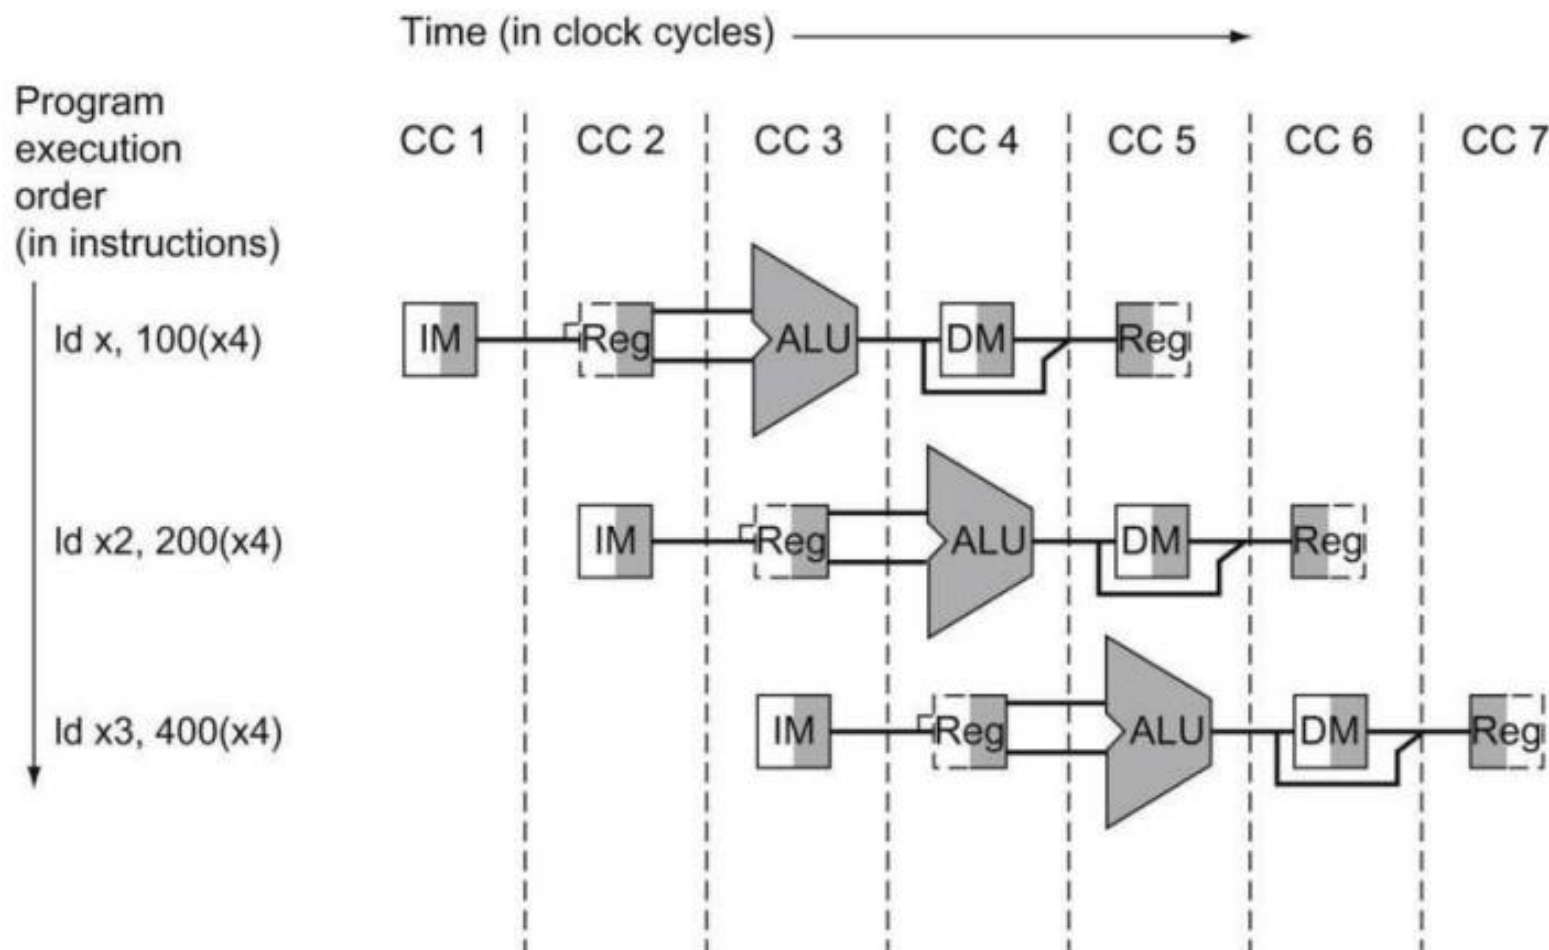 Time (in clock cycles)
Program
execution
order
(in instructions)
CC 1 CC 2 CC 3 CC 4 CC 5 CC 6 CC 7
ld x, 100(x4) IM Reg ALU DM Reg
ld x2, 200(x4) IM Reg ALU DM Reg
ld x3, 400(x4) IM Reg ALU DM Reg